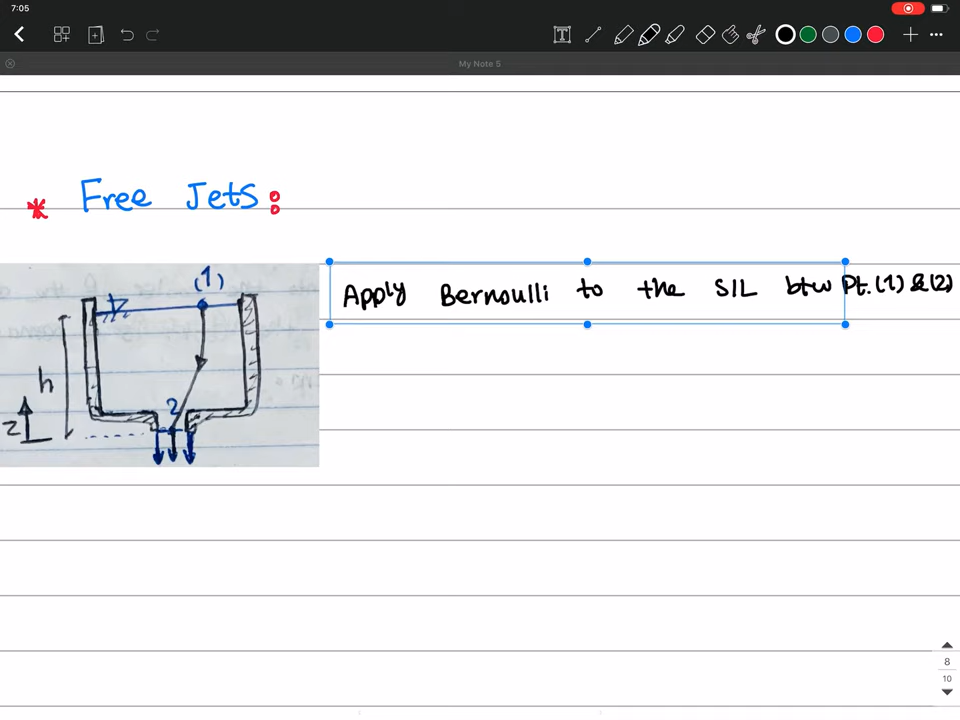 7:05
My Note 5
* Free Jets:
(1)
Apply Bernoulli to the S/L btw Pt.(1) &(2)
h
2
z
8
10